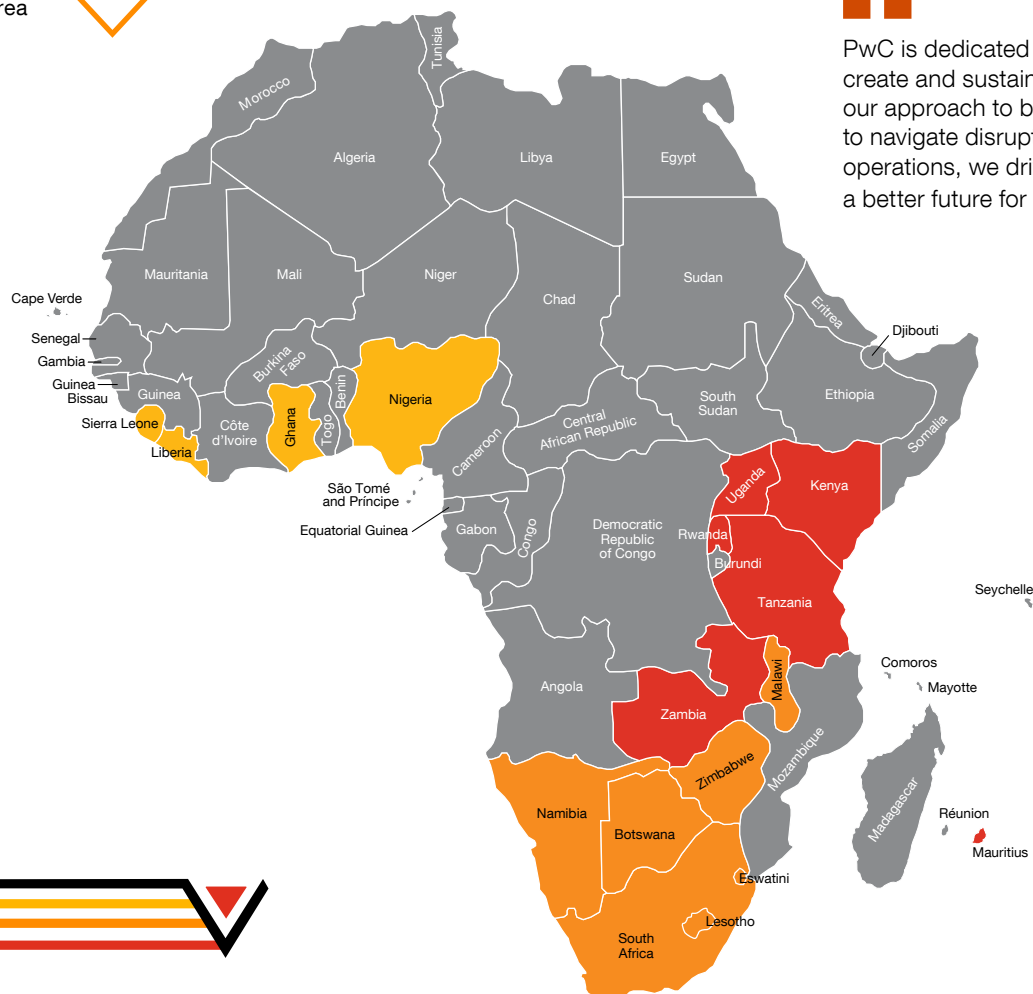 rea
PwC is dedicated
create and sustain
our approach to b
to navigate disrupt
operations, we dri
a better future for
Tunisia
Morocco
Algeria
Libya
Egypt
Mauritania
Mali
Niger
Chad
Sudan
Eritrea
Cape Verde
Djibouti
Senegal
Gambia
Guinea
Bissau
Guinea
Burkina
Faso
Benin
Nigeria
South
Sudan
Ethiopia
Somalia
Sierra Leone
Liberia
Côte
d’Ivoire
Ghana
Togo
Cameroon
Central
African Republic
São Tomé
and Príncipe
Equatorial Guinea
Gabon
Congo
Democratic
Republic
of Congo
Uganda
Kenya
Rwanda
Burundi
Tanzania
Seychelle
Comoros
Mayotte
Angola
Zambia
Malawi
Mozambique
Zimbabwe
Namibia
Botswana
Madagascar
Réunion
Mauritius
Eswatini
Lesotho
South
Africa